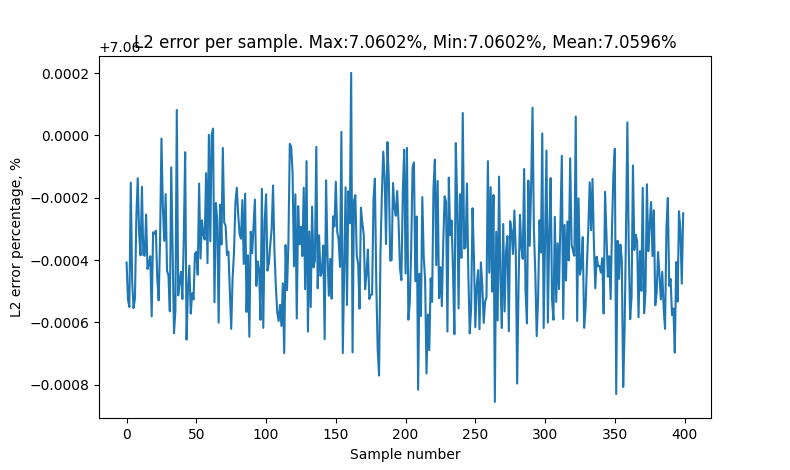 L2 error per sample. Max:7.0602%, Min:7.0602%, Mean:7.0596%
+7.06
0.0002
0.0000
−0.0002
−0.0004
−0.0006
−0.0008
L2 error percentage, %
0 50 100 150 200 250 300 350 400
Sample number